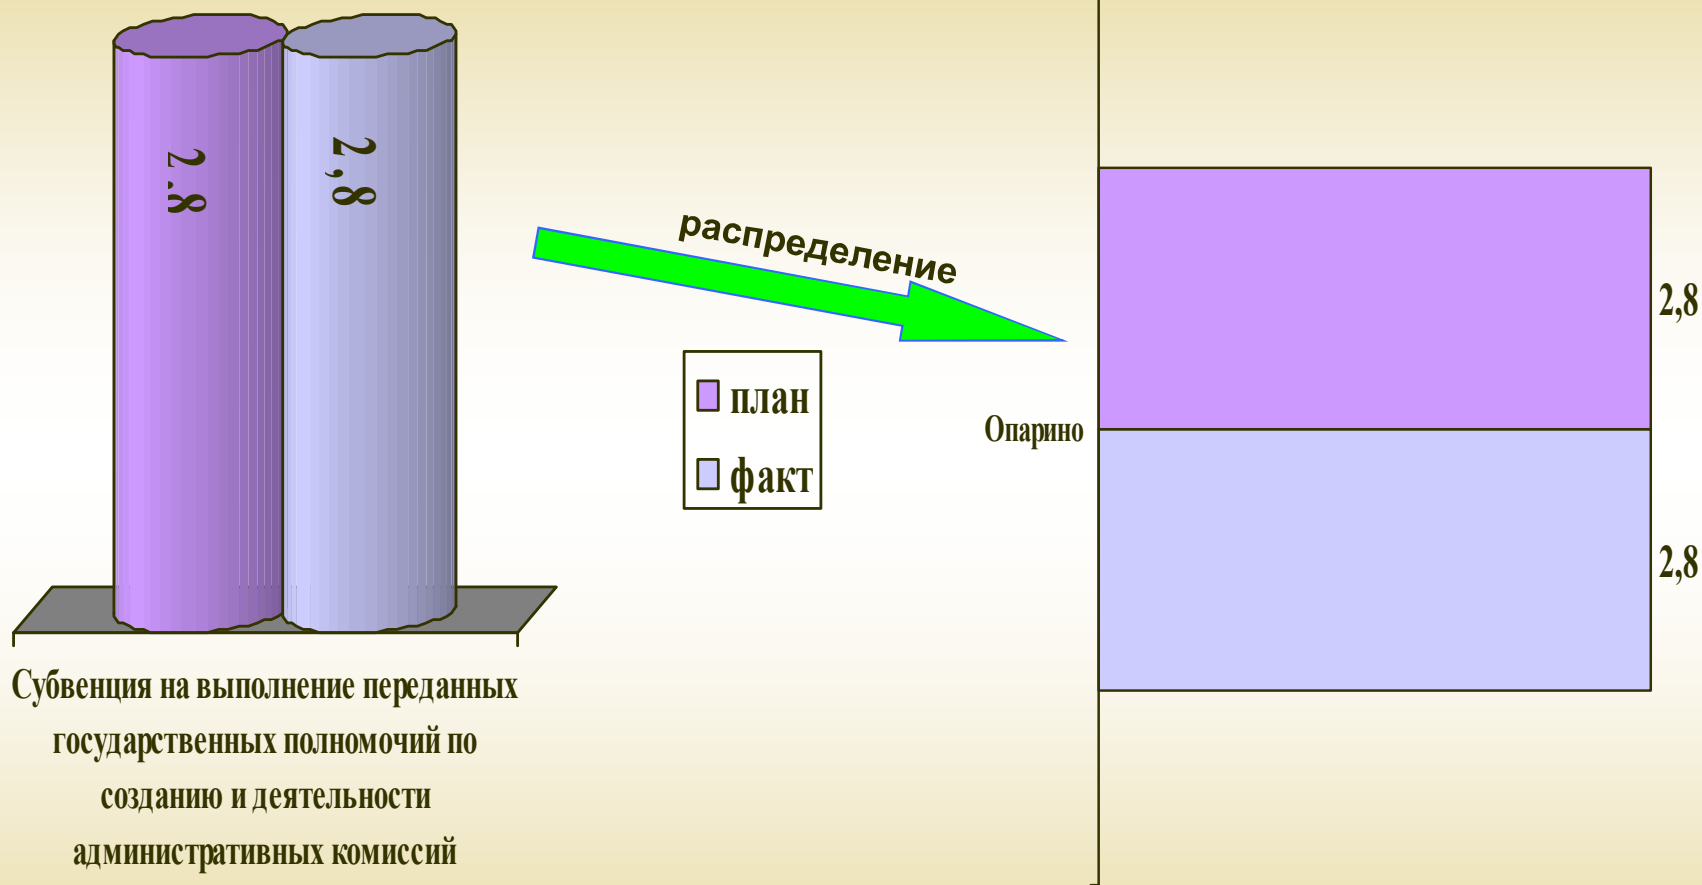 2,8
2,8
Субвенция на выполнение переданных
государственных полномочий по
созданию и деятельности
административных комиссий
распределение
план
факт
Опарино
2,8
2,8